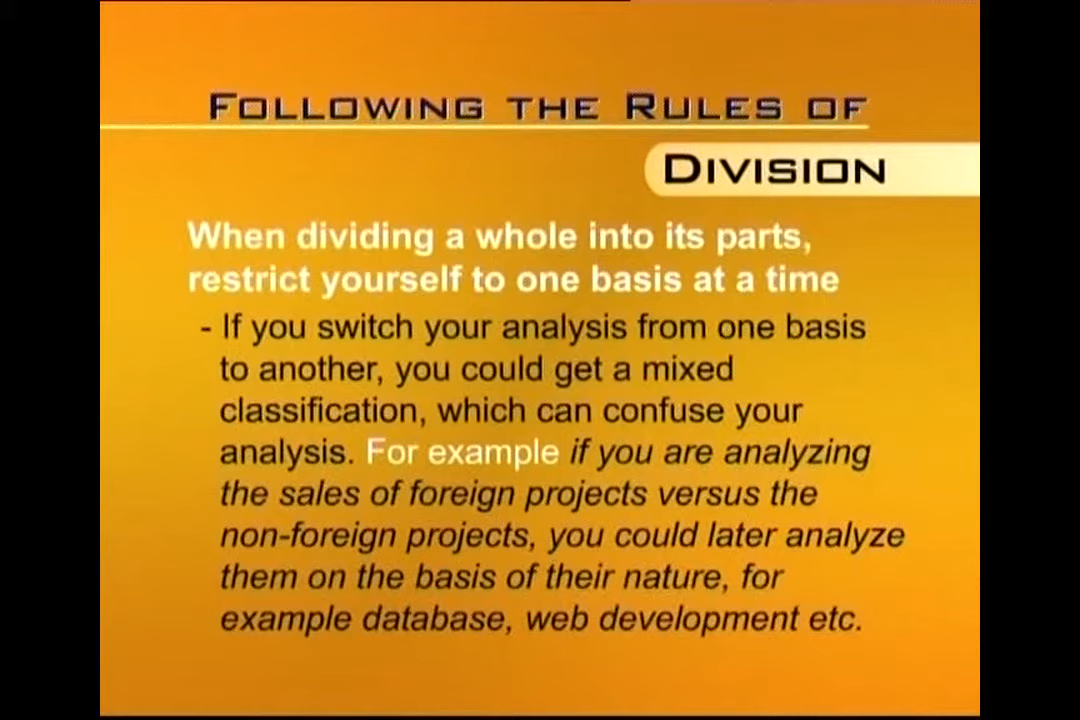 Following the Rules of
Division
When dividing a whole into its parts,
restrict yourself to one basis at a time
- If you switch your analysis from one basis
to another, you could get a mixed
classification, which can confuse your
analysis. For example if you are analyzing
the sales of foreign projects versus the
non-foreign projects, you could later analyze
them on the basis of their nature, for
example database, web development etc.